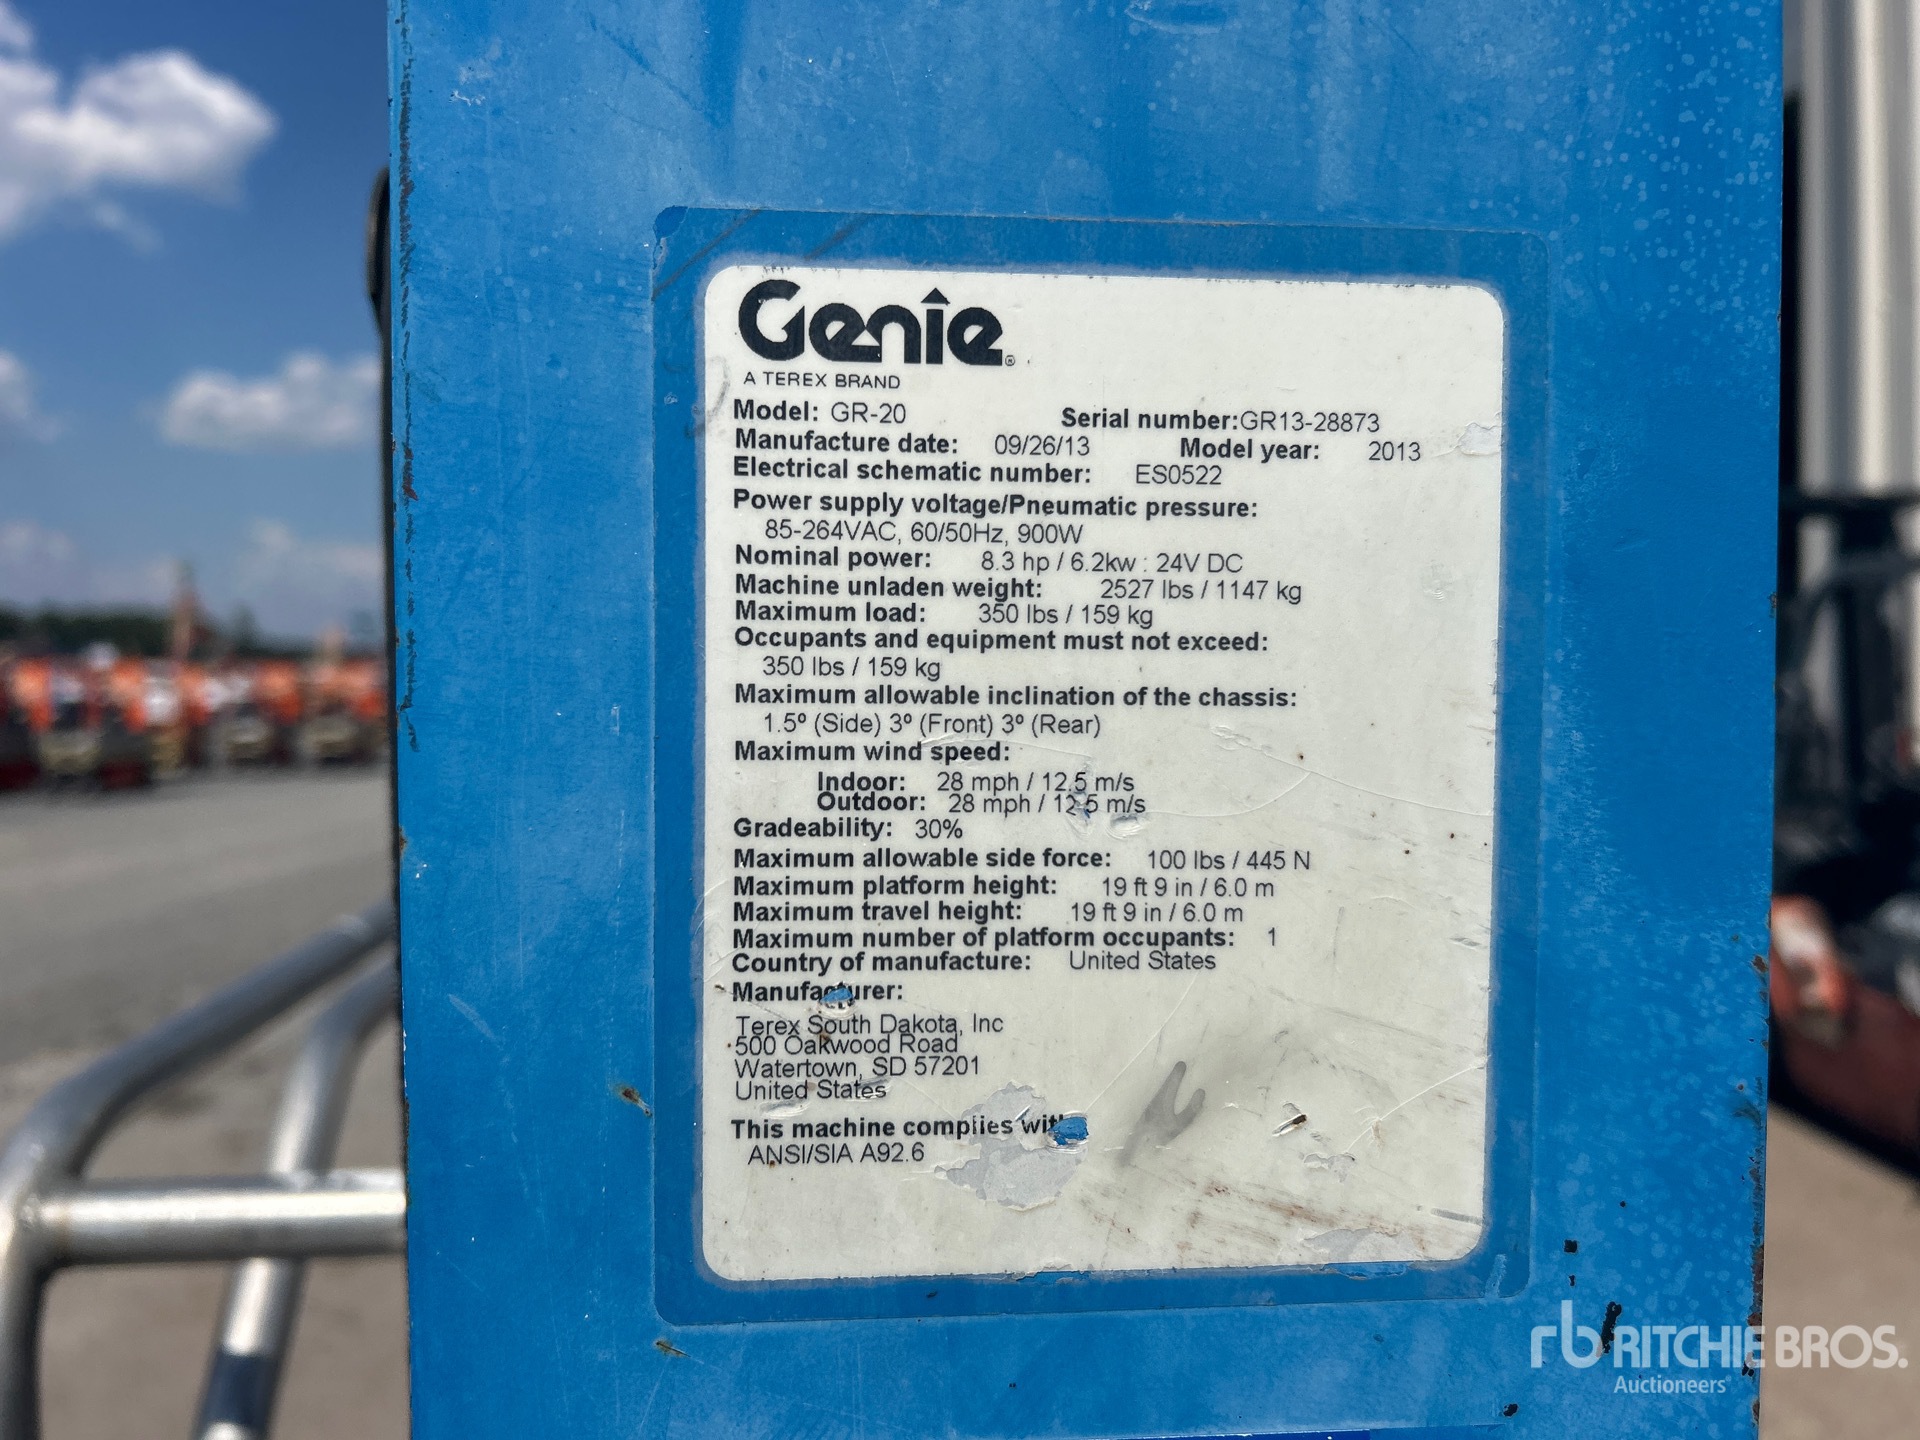 Genie®
A TEREX BRAND
Model: GR-20 Serial number:GR13-28873
Manufacture date: 09/26/13 Model year: 2013
Electrical schematic number: ES0522
Power supply voltage/Pneumatic pressure:
85-264VAC, 60/50Hz, 900W
Nominal power: 8.3 hp / 6.2kw : 24V DC
Machine unladen weight: 2527 lbs / 1147 kg
Maximum load: 350 lbs / 159 kg
Occupants and equipment must not exceed:
350 lbs / 159 kg
Maximum allowable inclination of the chassis:
1.5º (Side) 3º (Front) 3º (Rear)
Maximum wind speed:
Indoor: 28 mph / 12.5 m/s
Outdoor: 28 mph / 12.5 m/s
Gradeability: 30%
Maximum allowable side force: 100 lbs / 445 N
Maximum platform height: 19 ft 9 in / 6.0 m
Maximum travel height: 19 ft 9 in / 6.0 m
Maximum number of platform occupants: 1
Country of manufacture: United States
Manufacturer:
Terex South Dakota, Inc
500 Oakwood Road
Watertown, SD 57201
United States
This machine complies with
ANSI/SIA A92.6
rb RITCHIE BROS.
Auctioneers